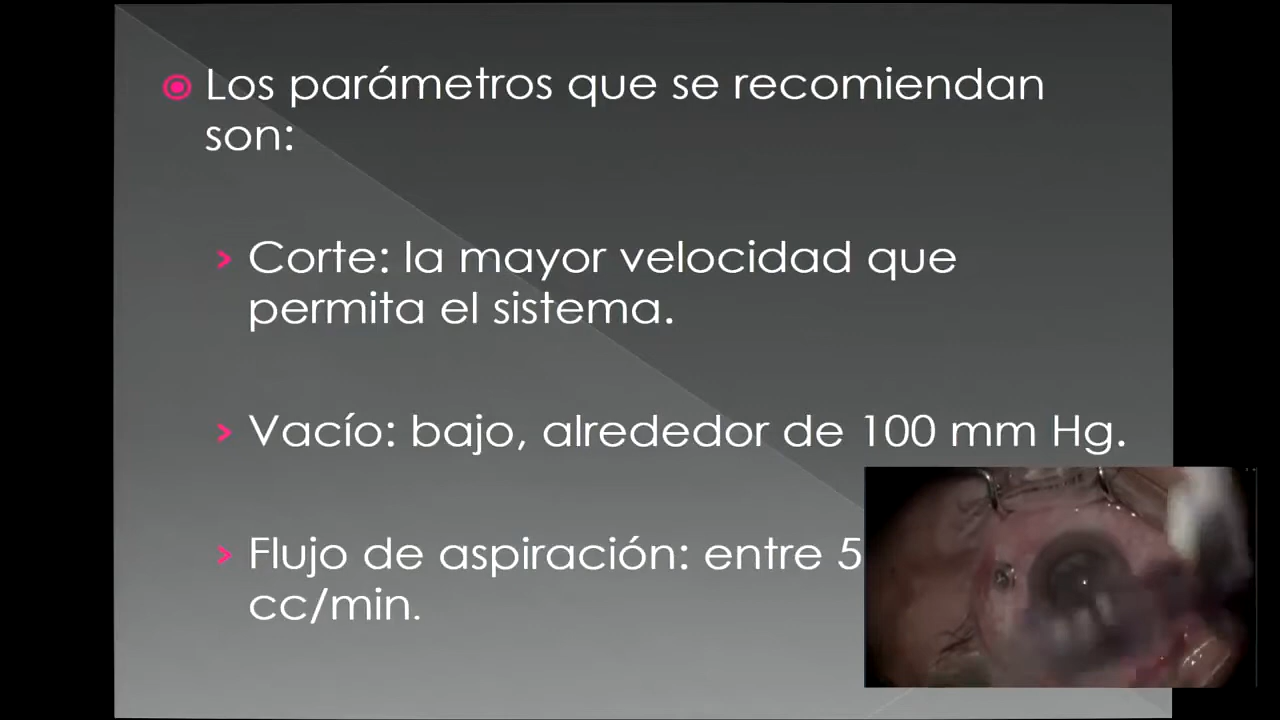 Los parámetros que se recomiendan
son:
Corte: la mayor velocidad que
permita el sistema.
Vacío: bajo, alrededor de 100 mm Hg.
Flujo de aspiración: entre 5
cc/min.